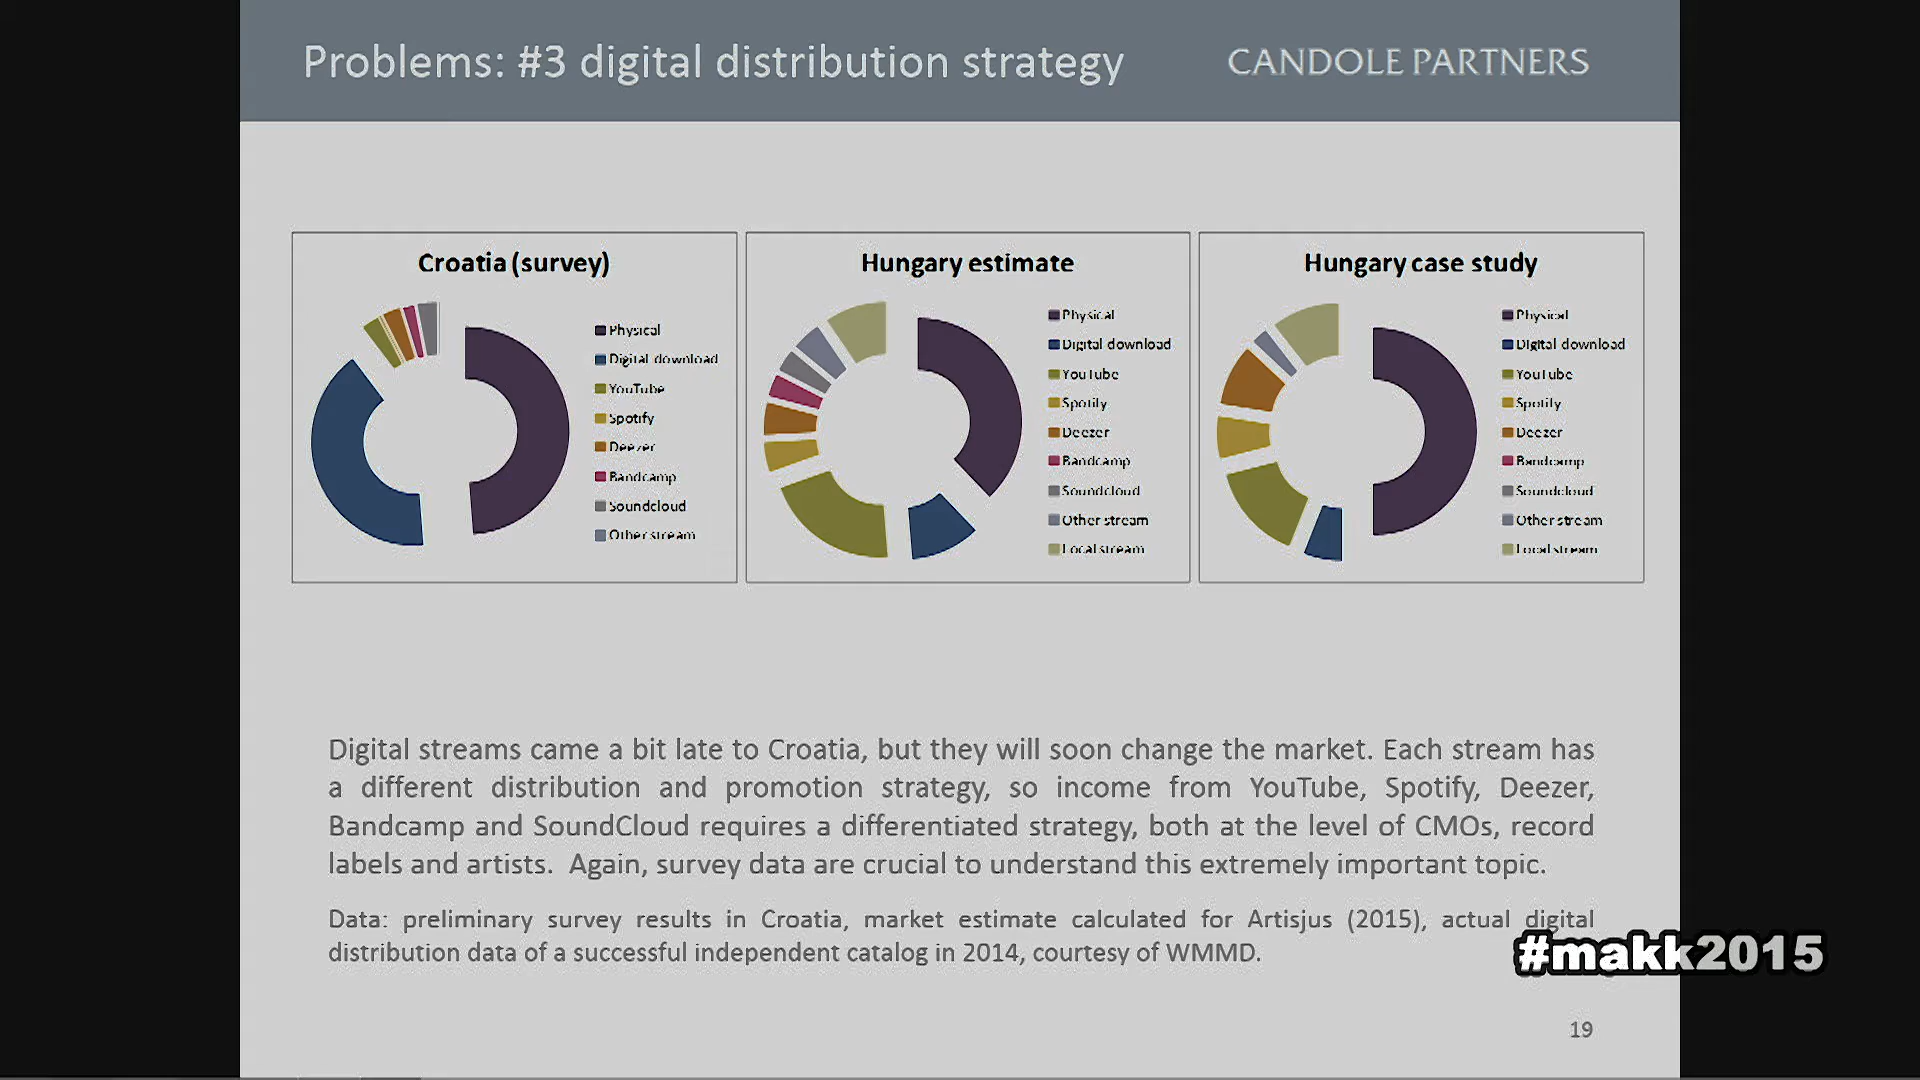 Problems: #3 digital distribution strategy
CANDOLE PARTNERS
Croatia (survey)
Physical
Digital download
YouTube
Spotify
Deezer
Bandcamp
Soundcloud
Other stream
Hungary estimate
Physical
Digital download
YouTube
Spotify
Deezer
Bandcamp
Soundcloud
Other stream
Local stream
Hungary case study
Physical
Digital download
YouTube
Spotify
Deezer
Bandcamp
Soundcloud
Other stream
Local stream
Digital streams came a bit late to Croatia, but they will soon change the market. Each stream has
a different distribution and promotion strategy, so income from YouTube, Spotify, Deezer,
Bandcamp and SoundCloud requires a differentiated strategy, both at the level of CMOs, record
labels and artists. Again, survey data are crucial to understand this extremely important topic.
Data: preliminary survey results in Croatia, market estimate calculated for Artisjus (2015), actual digital
distribution data of a successful independent catalog in 2014, courtesy of WMMD.
#makk2015
19